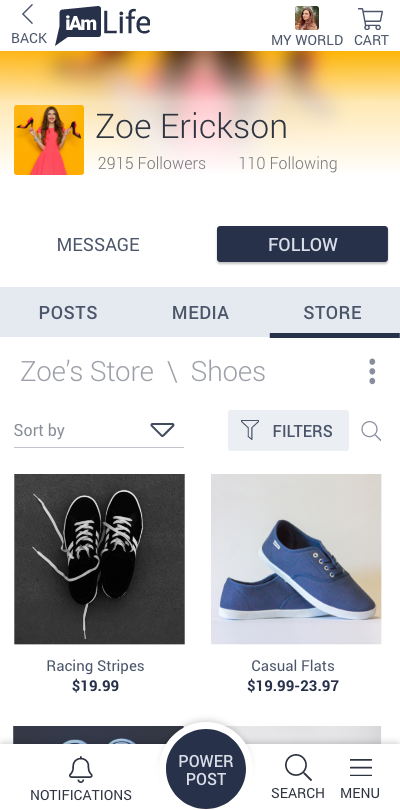 BACK
iAm Life
MY WORLD
CART
Zoe Erickson
2915 Followers
110 Following
MESSAGE
FOLLOW
POSTS
MEDIA
STORE
Zoe's Store \ Shoes
Sort by
FILTERS
Racing Stripes
$19.99
Casual Flats
$19.99-23.97
NOTIFICATIONS
POWER
POST
SEARCH
MENU